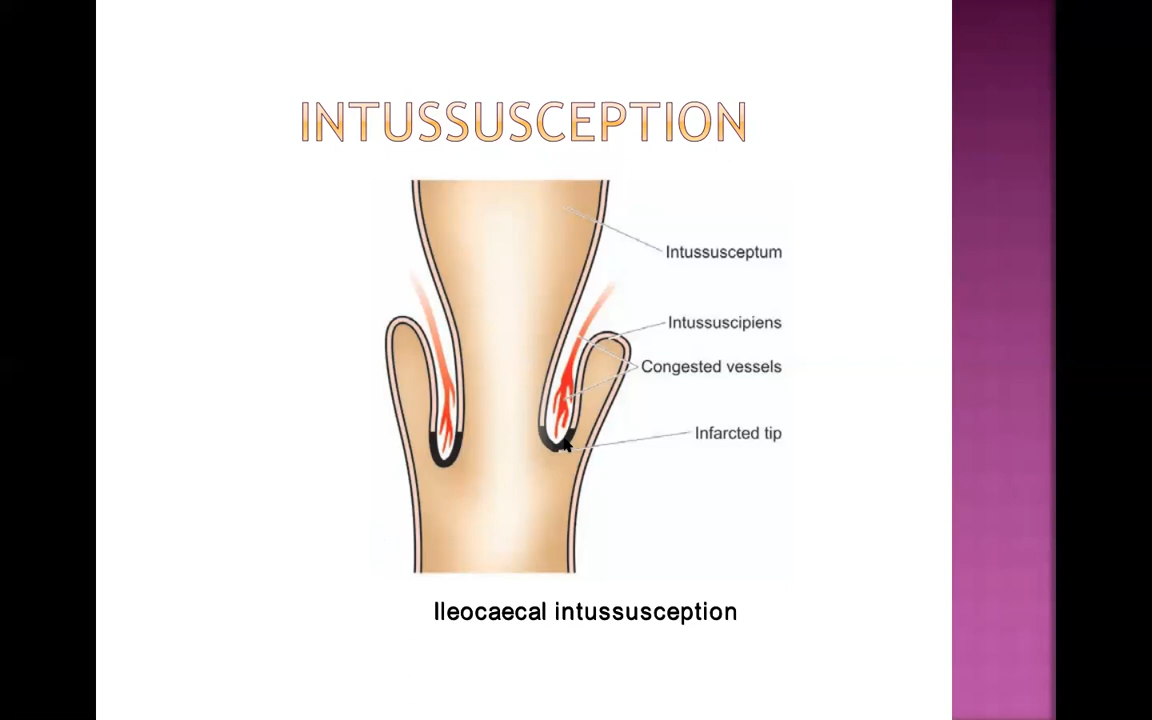 INTUSSUSCEPTION
Intussusceptum
Intussuscipiens
Congested vessels
Infarcted tip
Ileocaecal intussusception